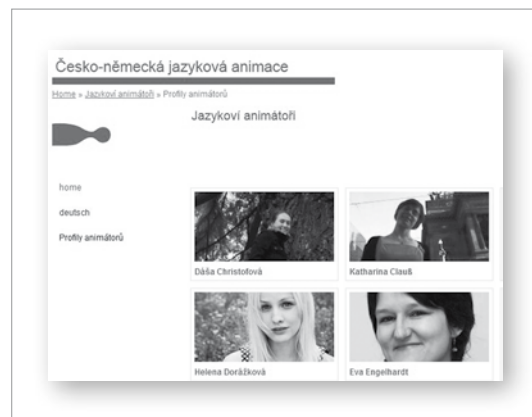 Česko-německá jazyková animace
Home » Jazykoví animátoři » Profily animátorů
Jazykoví animátoři
home
deutsch
Profily animátorů
Dáša Christofová
Katharina Clauß
Helena Dorážková
Eva Engelhardt